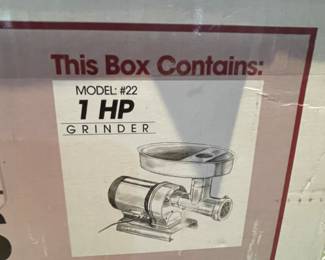 This Box Contains:
MODEL: #22
1 HP
GRINDER